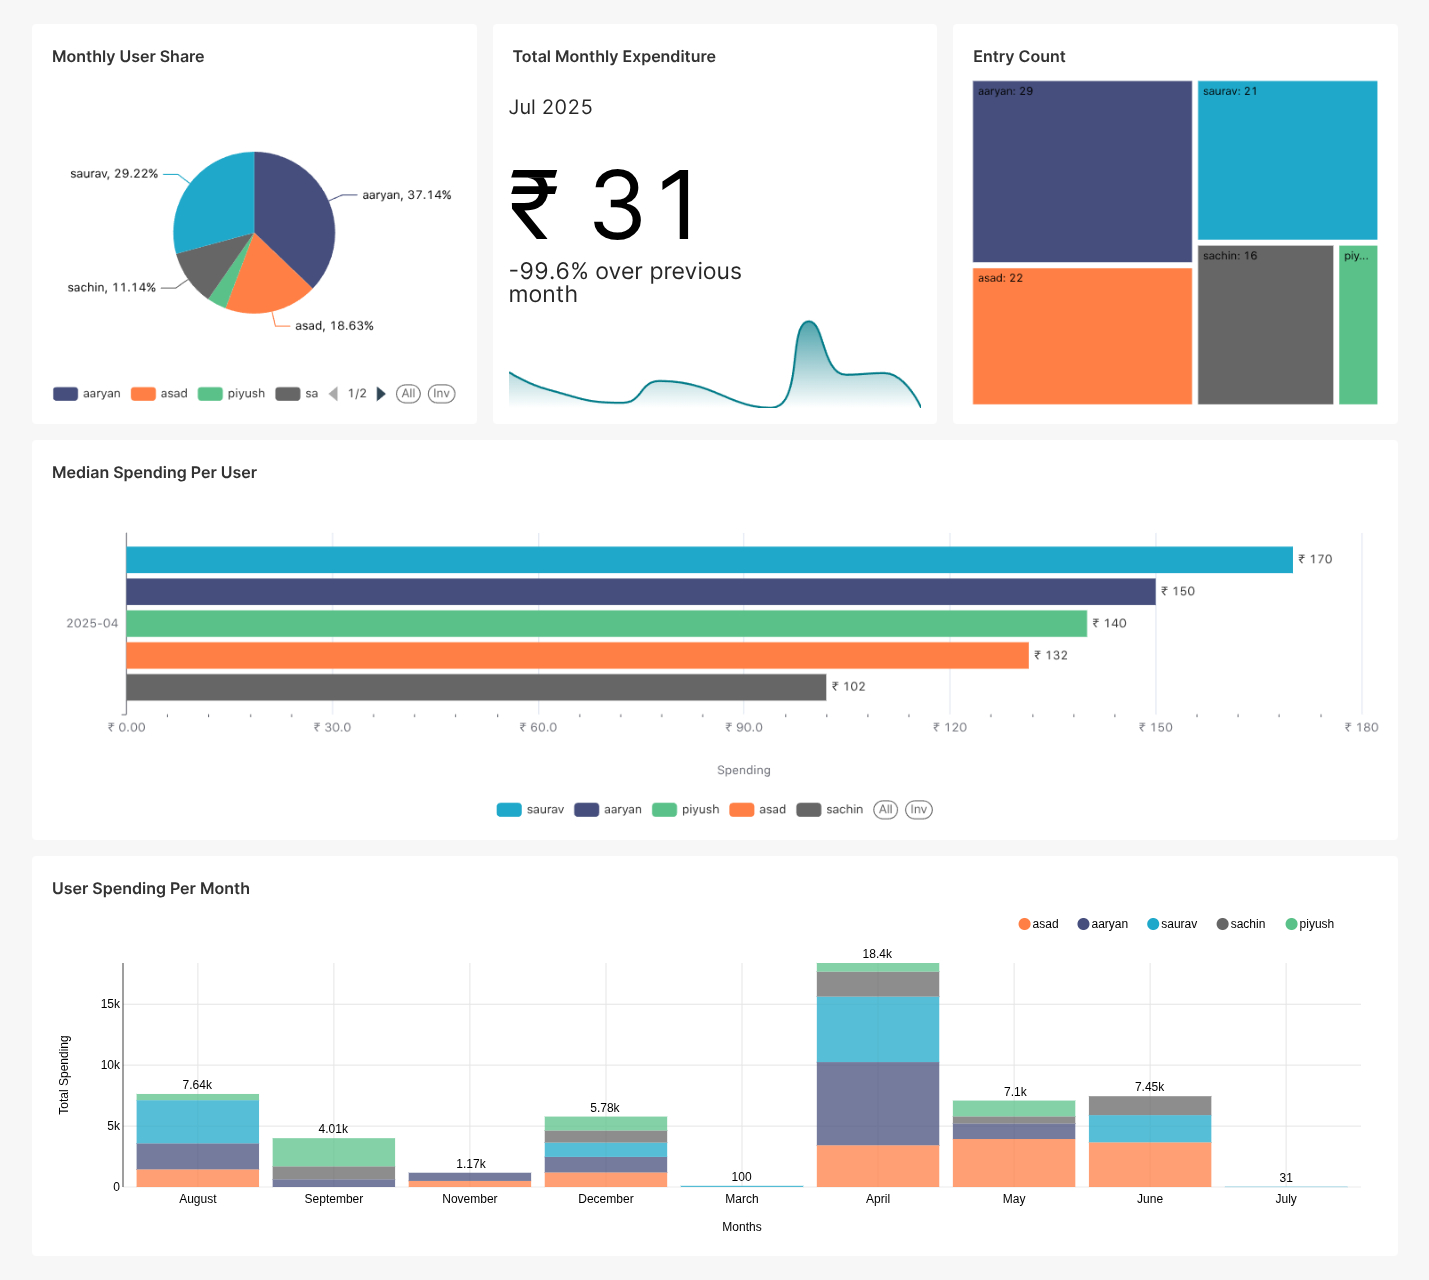 Monthly User Share
saurav, 29.22%
aaryan, 37.14%
sachin, 11.14%
asad, 18.63%
aaryan asad piyush sa 1/2 All Inv
Total Monthly Expenditure
Jul 2025
₹ 31
-99.6% over previous
month
Entry Count
aaryan: 29
saurav: 21
asad: 22
sachin: 16
piy...
Median Spending Per User
2025-04
₹ 170
₹ 150
₹ 140
₹ 132
₹ 102
₹ 0.00 ₹ 30.0 ₹ 60.0 ₹ 90.0 ₹ 120 ₹ 150 ₹ 180
Spending
saurav aaryan piyush asad sachin All Inv
User Spending Per Month
asad aaryan saurav sachin piyush
Total Spending
15k
10k
5k
0
7.64k
4.01k
1.17k
5.78k
100
18.4k
7.1k
7.45k
31
August September November December March April May June July
Months